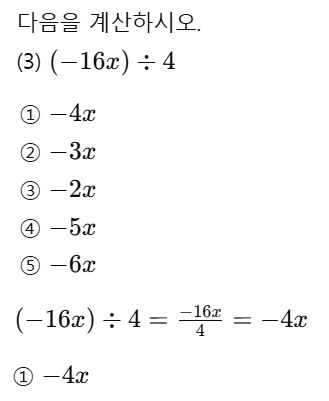 다음을 계산하시오.
(3) (−16x) ÷ 4
① −4x
② −3x
③ −2x
④ −5x
⑤ −6x
(−16x) ÷ 4 = \frac{−16x}{4} = −4x
① −4x